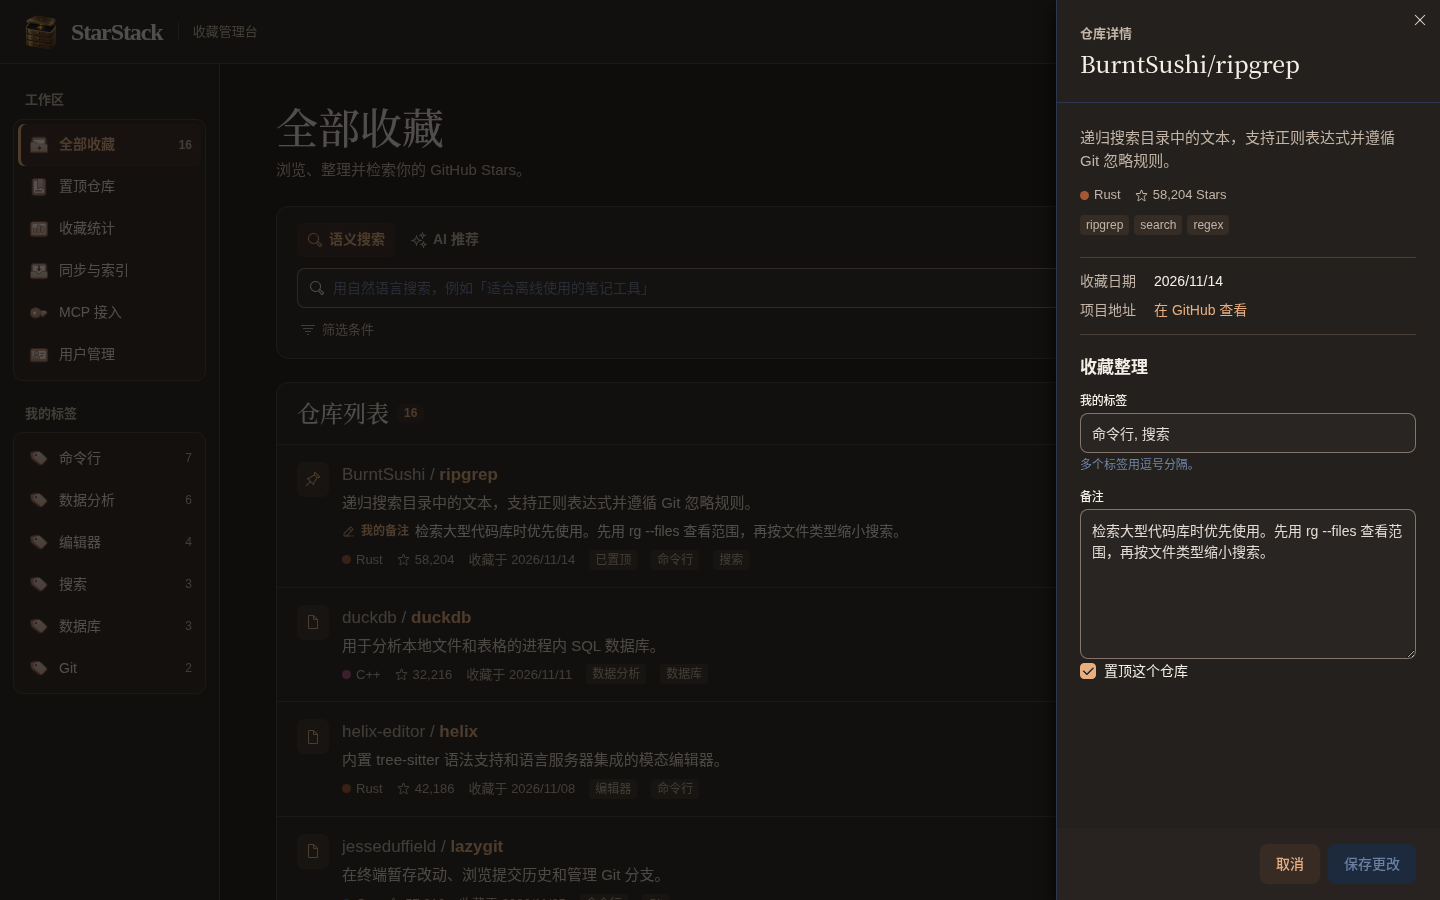 StarStack
收藏管理台
工作区
全部收藏 16
置顶仓库
收藏统计
同步与索引
MCP 接入
用户管理
我的标签
命令行 7
数据分析 6
编辑器 4
搜索 3
数据库 3
Git 2
全部收藏
浏览、整理并检索你的 GitHub Stars。
语义搜索 AI 推荐
用自然语言搜索，例如「适合离线使用的笔记工具」
筛选条件
仓库列表 16
BurntSushi / ripgrep
递归搜索目录中的文本，支持正则表达式并遵循 Git 忽略规则。
我的备注 检索大型代码库时优先使用。先用 rg --files 查看范围，再按文件类型缩小搜索。
Rust 58,204 收藏于 2026/11/14 已置顶 命令行 搜索
duckdb / duckdb
用于分析本地文件和表格的进程内 SQL 数据库。
C++ 32,216 收藏于 2026/11/11 数据分析 数据库
helix-editor / helix
内置 tree-sitter 语法支持和语言服务器集成的模态编辑器。
Rust 42,186 收藏于 2026/11/08 编辑器 命令行
jesseduffield / lazygit
在终端暂存改动、浏览提交历史和管理 Git 分支。
仓库详情
BurntSushi/ripgrep
递归搜索目录中的文本，支持正则表达式并遵循
Git 忽略规则。
Rust 58,204 Stars
ripgrep search regex
收藏日期 2026/11/14
项目地址 在 GitHub 查看
收藏整理
我的标签
命令行, 搜索
多个标签用逗号分隔。
备注
检索大型代码库时优先使用。先用 rg --files 查看范
围，再按文件类型缩小搜索。
置顶这个仓库
取消 保存更改